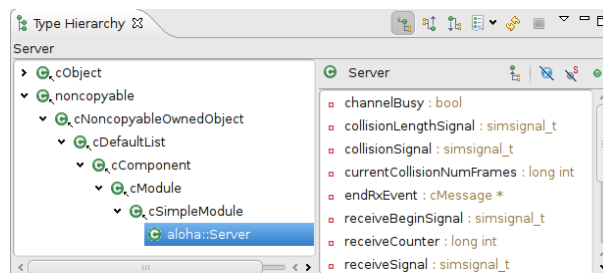 Type Hierarchy
Server
cObject
noncopyable
cNoncopyableOwnedObject
cDefaultList
cComponent
cModule
cSimpleModule
aloha::Server
Server
channelBusy : bool
collisionLengthSignal : simsignal_t
collisionSignal : simsignal_t
currentCollisionNumFrames : long int
endRxEvent : cMessage *
receiveBeginSignal : simsignal_t
receiveCounter : long int
receiveSignal : simsignal_t